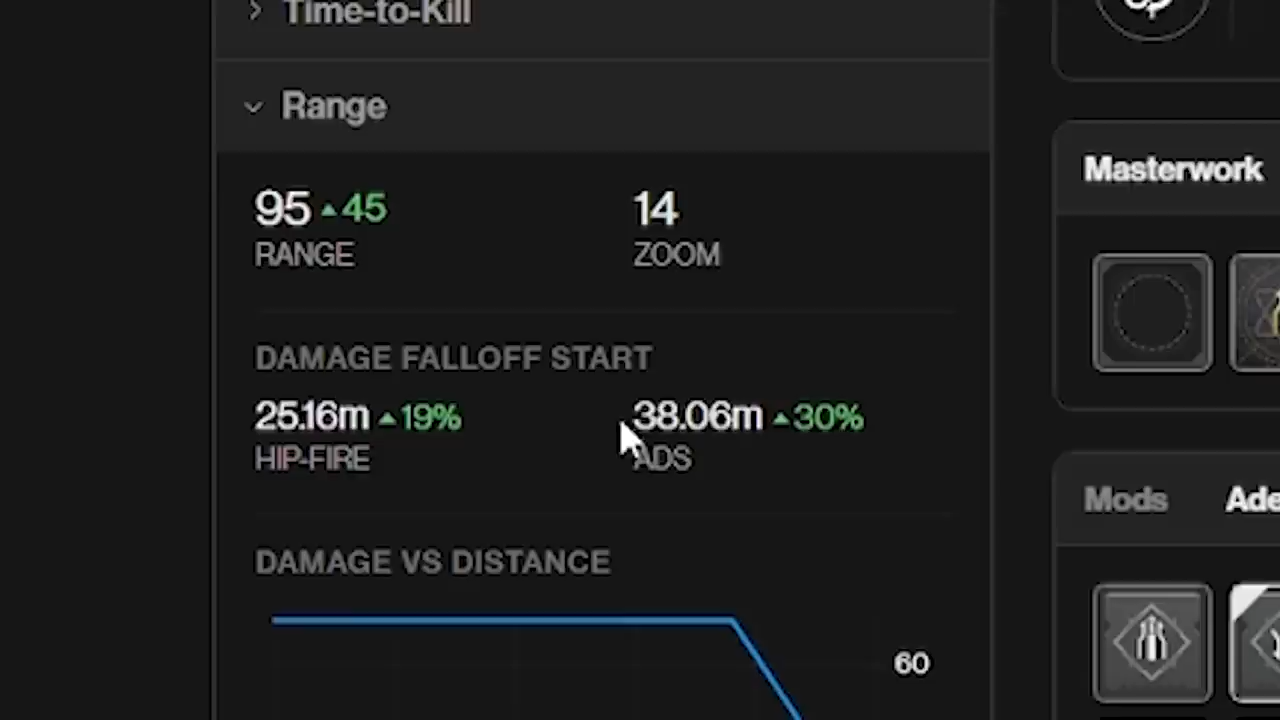 Time-to-Kill
Range
Masterwork
95 ▲45
14
RANGE
ZOOM
DAMAGE FALLOFF START
25.16m ▲19%
38.06m ▲30%
HIP-FIRE
ADS
Mods
Ade
DAMAGE VS DISTANCE
60